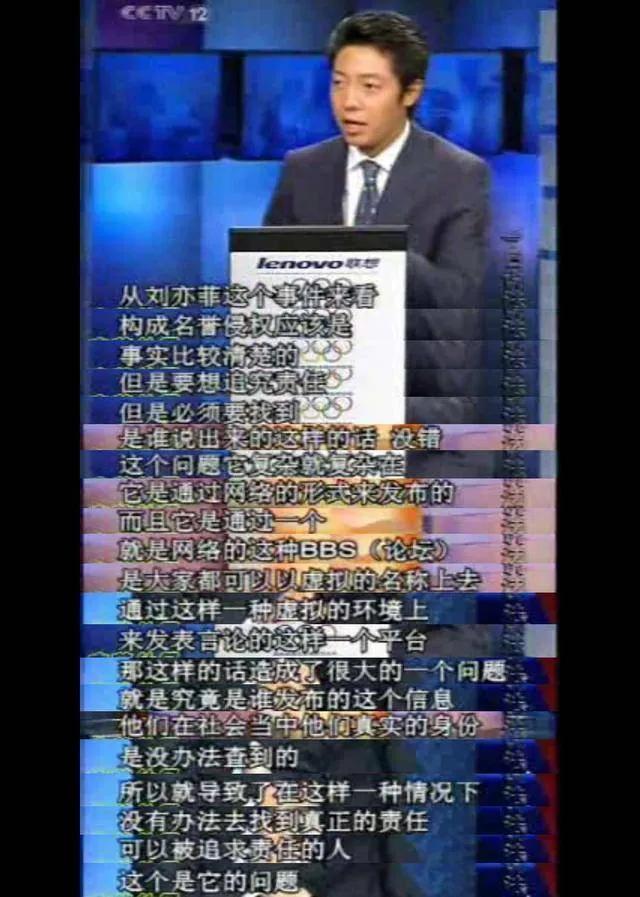 CCTV 12
lenovo联想
从刘亦菲这个事件来看
构成名誉侵权应该是
事实比较清楚的
但是要想追究责任
但是必须要找到
是谁说出来的这样的话 没错
这个问题它复杂就复杂在
它是通过网络的形式来发布的
而且它是通过一个
就是网络的这种BBS（论坛）
是大家都可以以虚拟的名称上去
通过这样一种虚拟的环境上
来发表言论的这样一个平台
那这样的话造成了很大的一个问题
就是究竟是谁发布的这个信息
他们在社会当中他们真实的身份
是没办法查到的
所以就导致了在这样一种情况下
没有办法去找到真正的责任
可以被追求责任的人
这个是它的问题